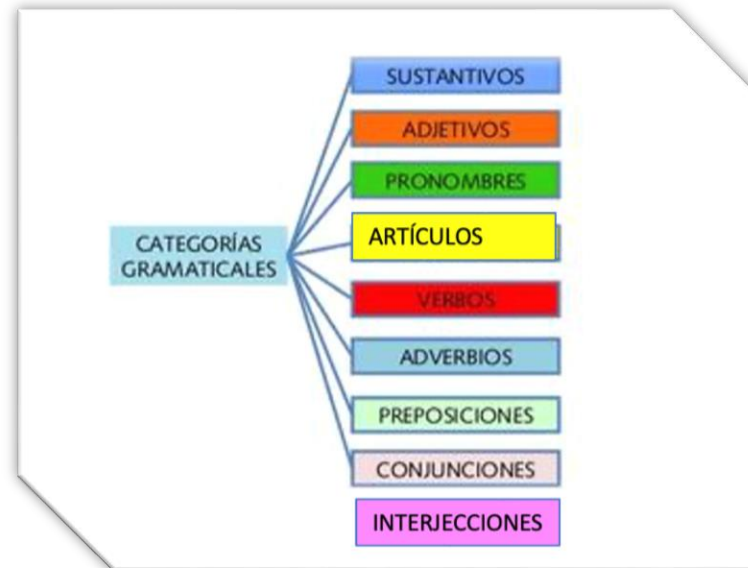 SUSTANTIVOS
ADJETIVOS
PRONOMBRES
ARTÍCULOS
CATEGORÍAS
GRAMATICALES
VERBOS
ADVERBIOS
PREPOSICIONES
CONJUNCIONES
INTERJECCIONES